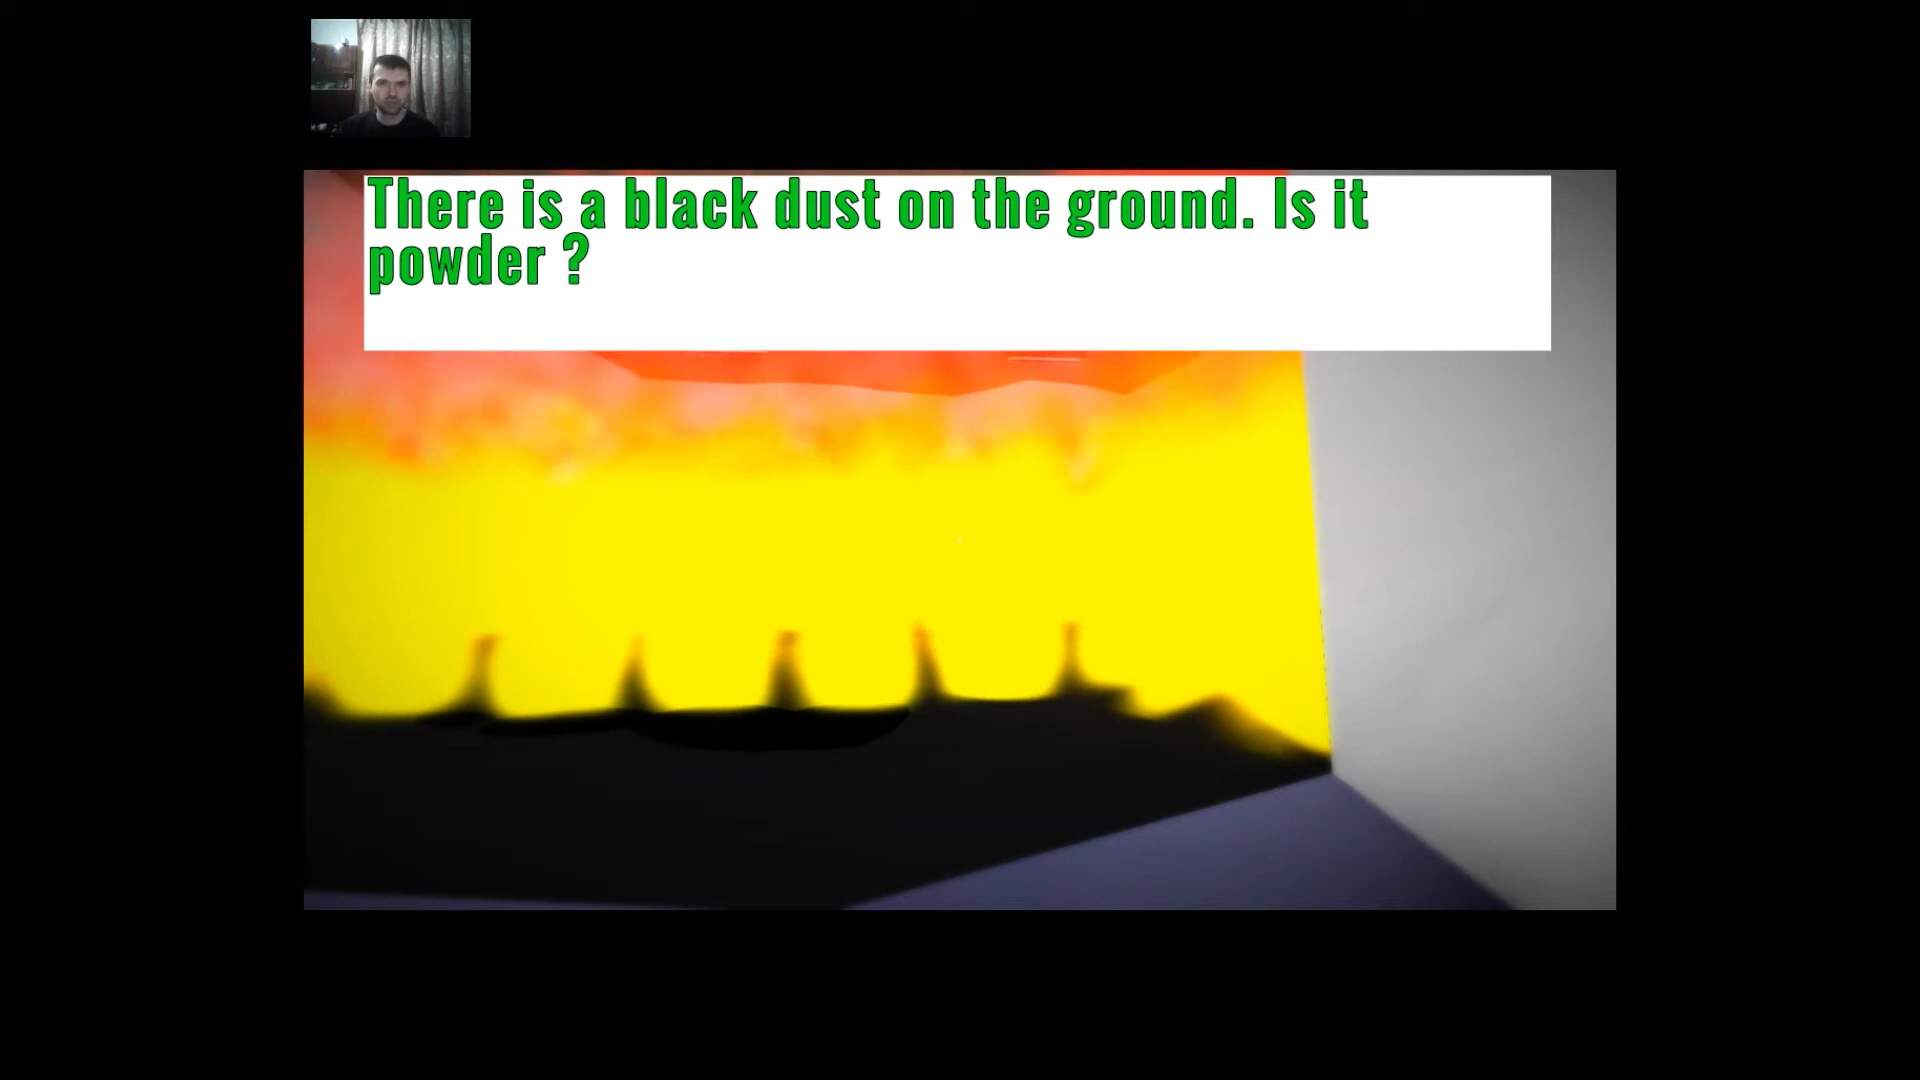 There is a black dust on the ground. Is it
powder ?